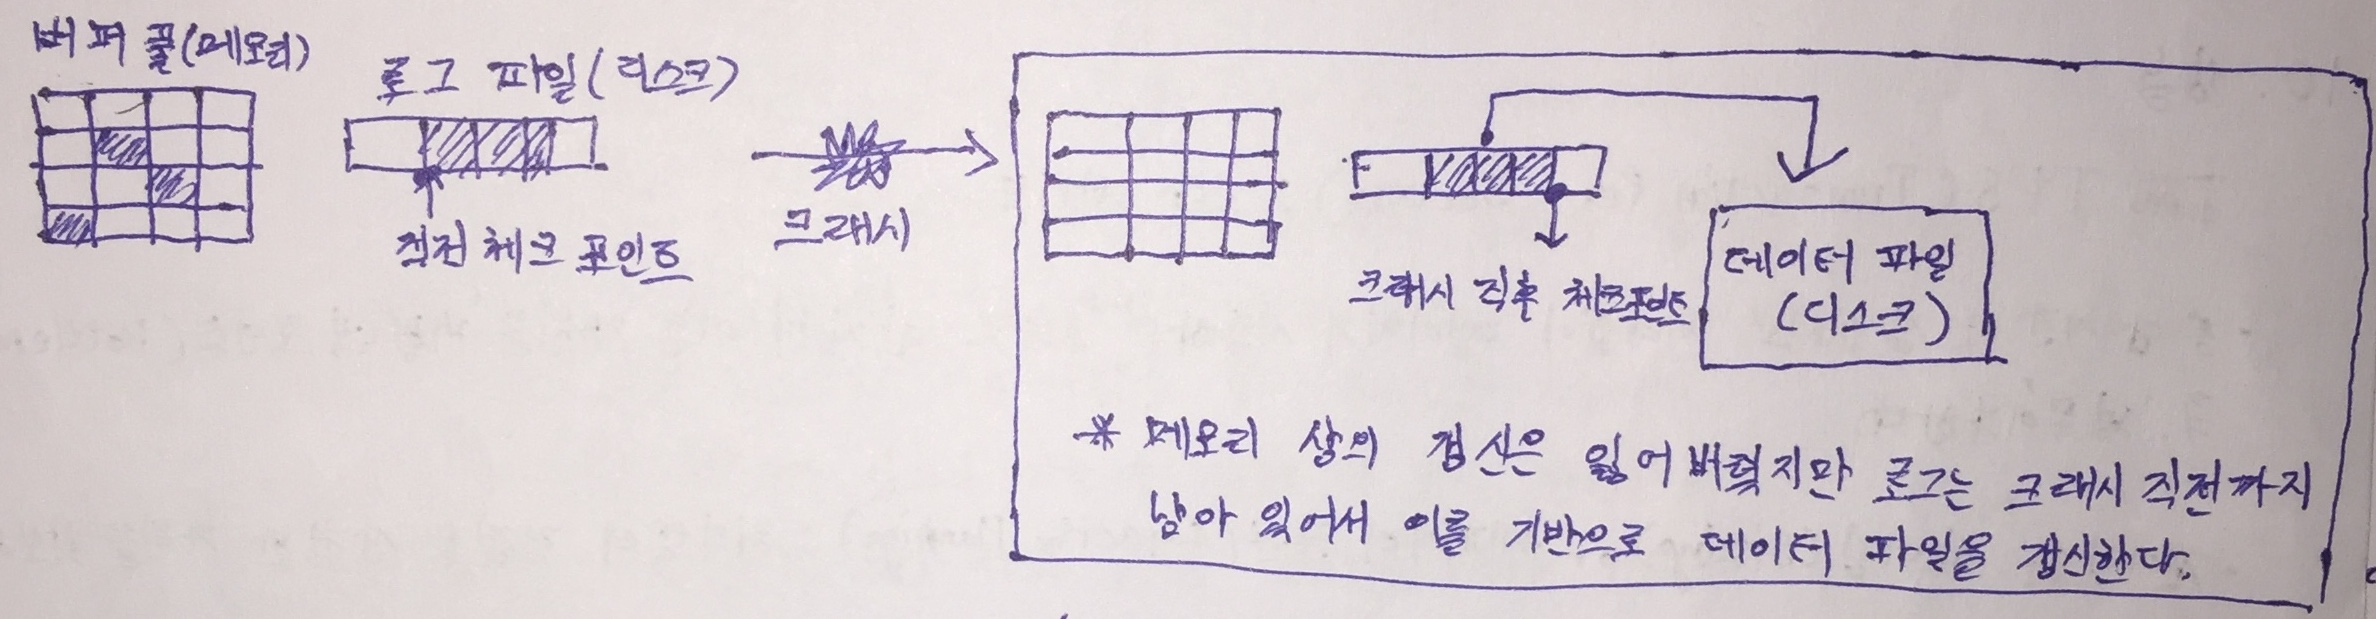 버퍼 풀(메모리)
로그 파일(디스크)
직전 체크 포인트
크래시
크래시 직후 체크포인트
데이터 파일
(디스크)
* 메모리 상의 갱신은 잃어버렸지만 로그는 크래시 직전까지
남아 있어서 이를 기반으로 데이터 파일을 갱신한다.